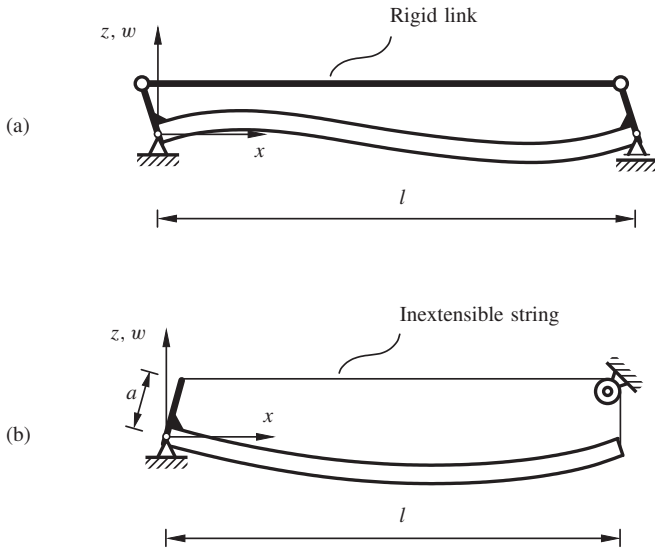 Rigid link
z, w
(a)
x
l
Inextensible string
z, w
a
x
(b)
l